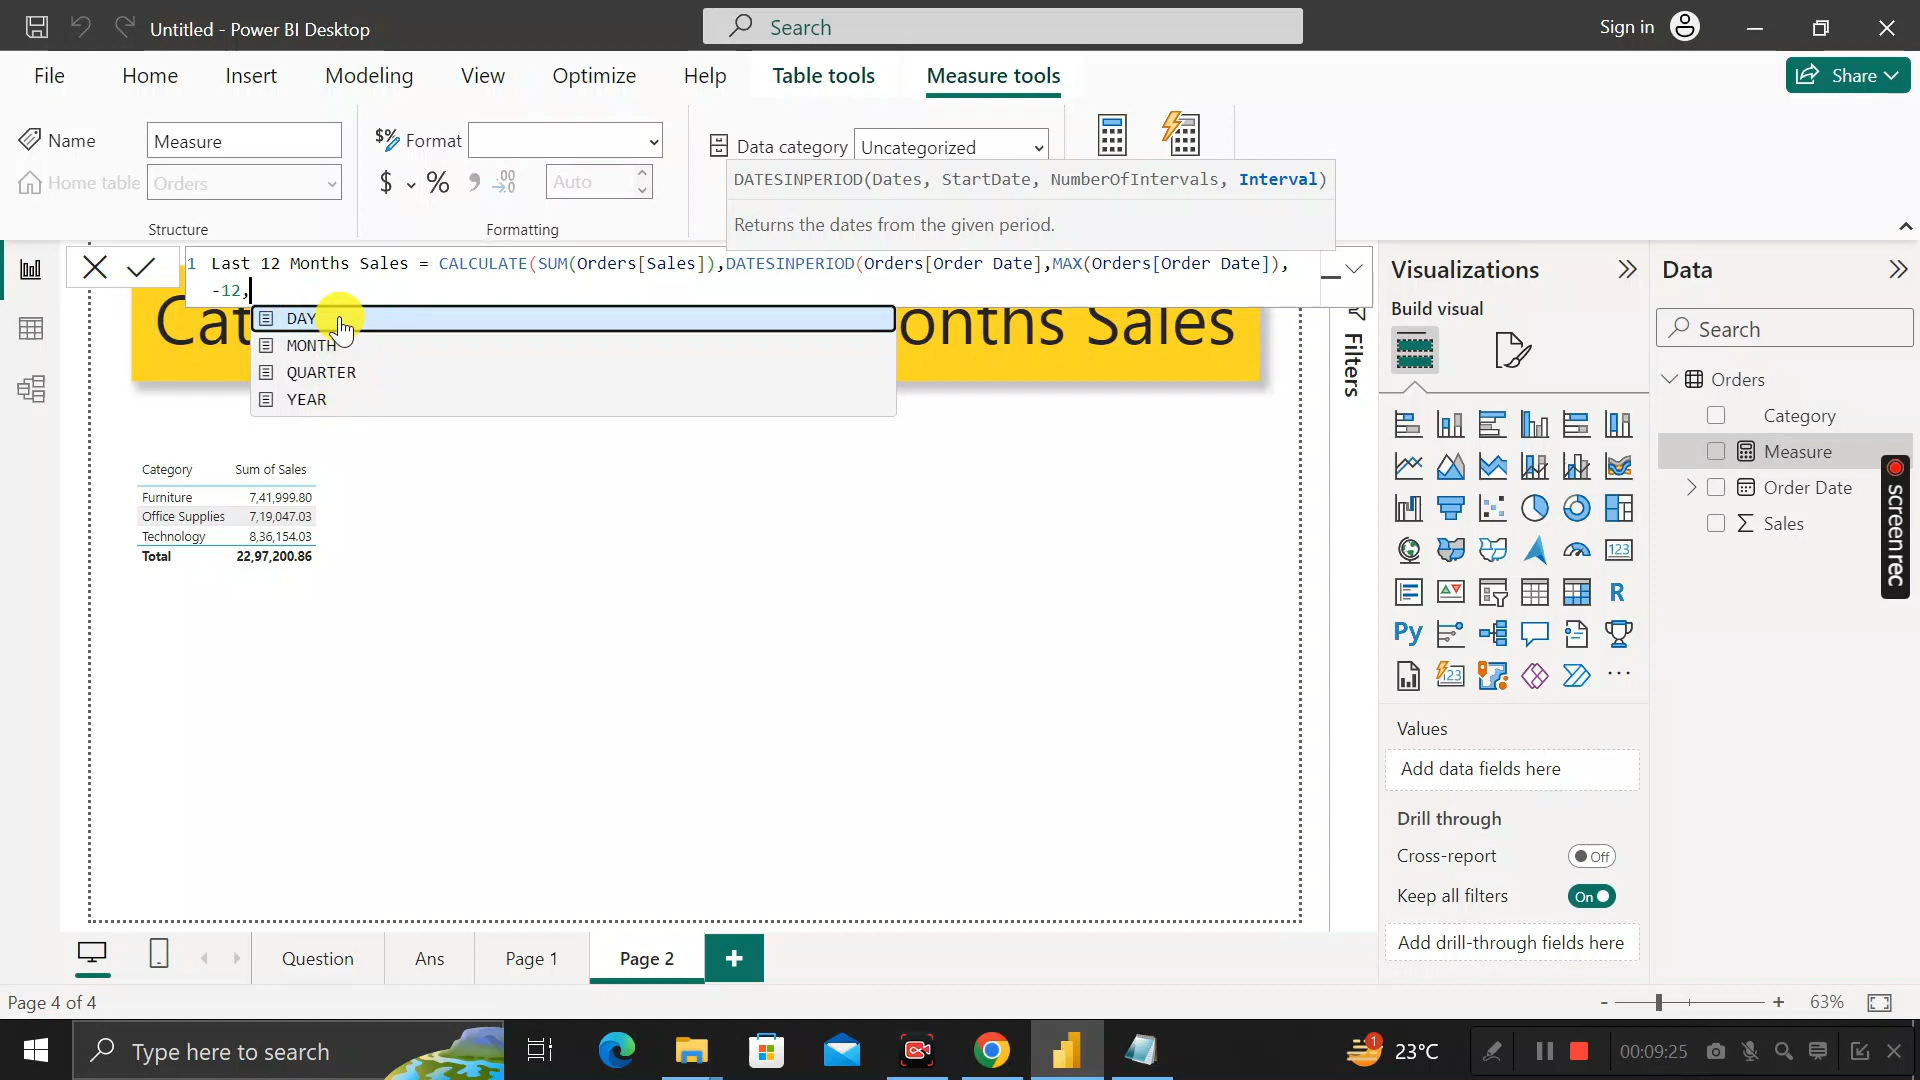 Untitled - Power BI Desktop
Search
Sign in
File
Home
Insert
Modeling
View
Optimize
Help
Table tools
Measure tools
Share
Name
Measure
Format
Data category
Uncategorized
Home table
Orders
$
%
Auto
Structure
Formatting
DATESINPERIOD(Dates, StartDate, NumberOfIntervals, Interval)
Returns the dates from the given period.
1 Last 12 Months Sales = CALCULATE(SUM(Orders[Sales]),DATESINPERIOD(Orders[Order Date],MAX(Orders[Order Date]),
-12,
DAY
MONTH
QUARTER
YEAR
Cat
onths Sales
Category Sum of Sales
Furniture 7,41,999.80
Office Supplies 7,19,047.03
Technology 8,36,154.03
Total 22,97,200.86
Filters
Visualizations
Build visual
123
R
Py
123
Values
Add data fields here
Drill through
Cross-report
Off
Keep all filters
On
Add drill-through fields here
Data
Search
Orders
Category
Measure
Order Date
Sales
screen rec
Question
Ans
Page 1
Page 2
Page 4 of 4
63%
Type here to search
1
23°C
00:09:25